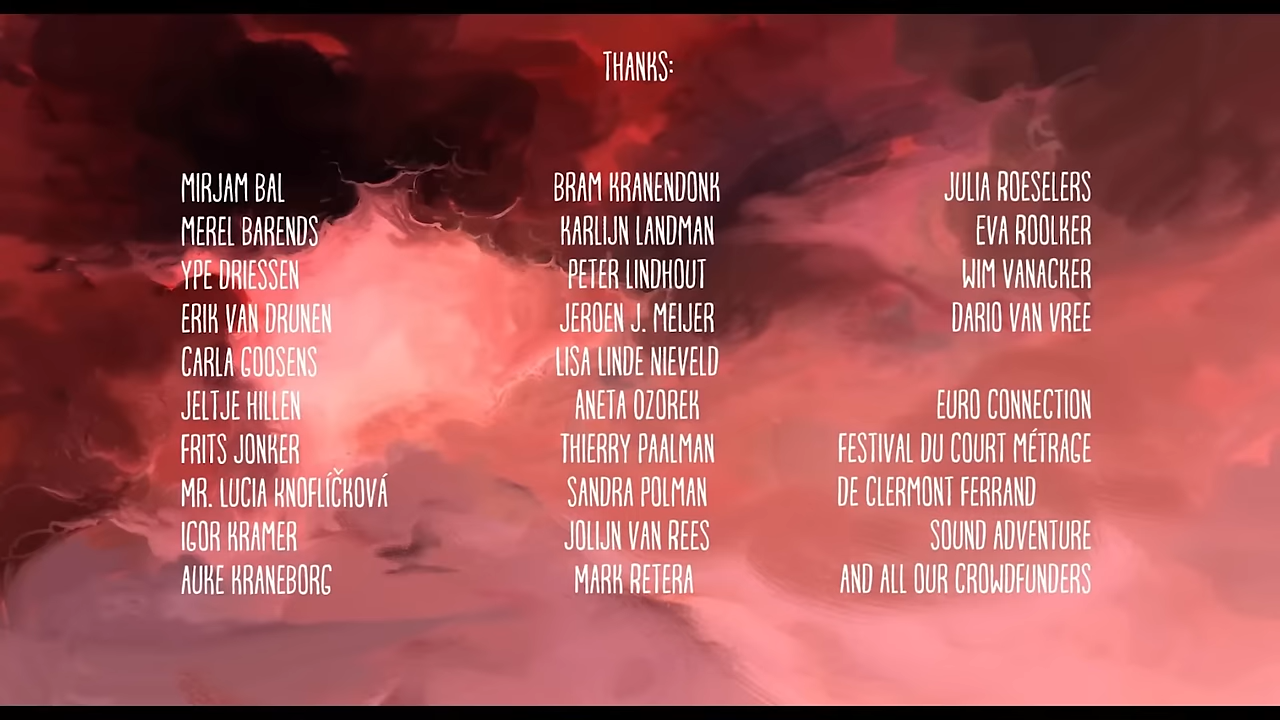 THANKS:
MIRJAM BAL
MEREL BARENDS
YPE DRIESSEN
ERIK VAN DRUNEN
CARLA GOOSENS
JELTJE HILLEN
FRITS JONKER
MR. LUCIA KNOFLÍČKOVÁ
IGOR KRAMER
AUKE KRANEBORG
BRAM KRANENDONK
KARLIJN LANDMAN
PETER LINDHOUT
JEROEN J. MEIJER
LISA LINDE NIEVELD
ANETA OZOREK
THIERRY PAALMAN
SANDRA POLMAN
JOLIJN VAN REES
MARK RETERA
JULIA ROESELERS
EVA ROOLKER
WIM VANACKER
DARIO VAN VREE
EURO CONNECTION
FESTIVAL DU COURT MÉTRAGE
DE CLERMONT FERRAND
SOUND ADVENTURE
AND ALL OUR CROWDFUNDERS